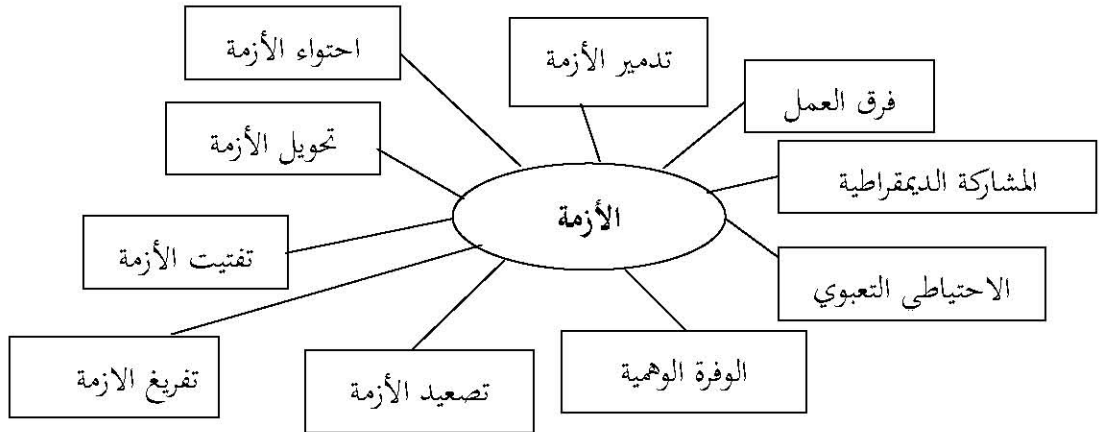 تدمير الأزمة
احتواء الأزمة
فرق العمل
تحويل الأزمة
المشاركة الديمقراطية
الأزمة
تفتيت الأزمة
الاحتياطي التعبوي
الوفرة الوهمية
تصعيد الأزمة
تفريغ الازمة